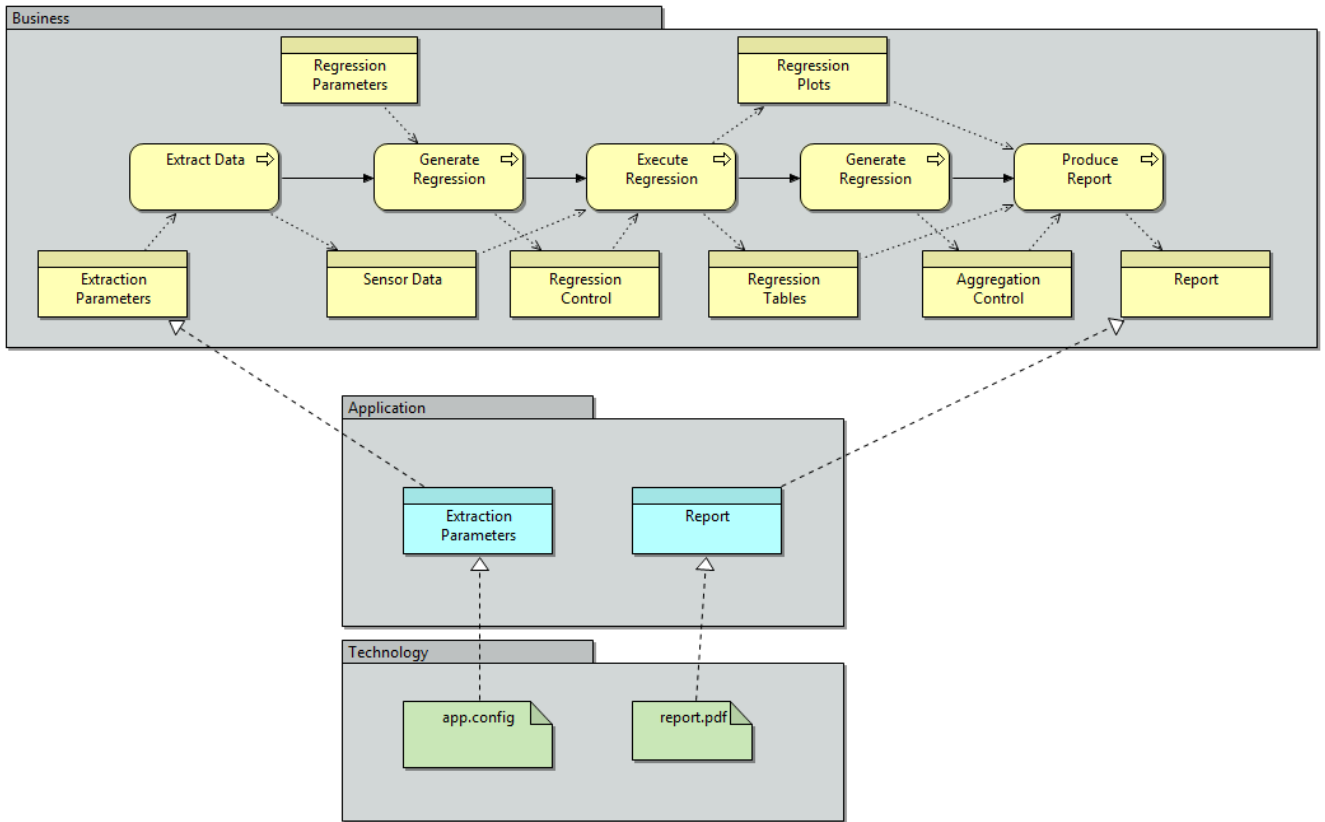 Business
Regression
Parameters
Regression
Plots
Extract Data
Generate
Regression
Execute
Regression
Generate
Regression
Produce
Report
Extraction
Parameters
Sensor Data
Regression
Control
Regression
Tables
Aggregation
Control
Report
Application
Extraction
Parameters
Report
Technology
app.config
report.pdf